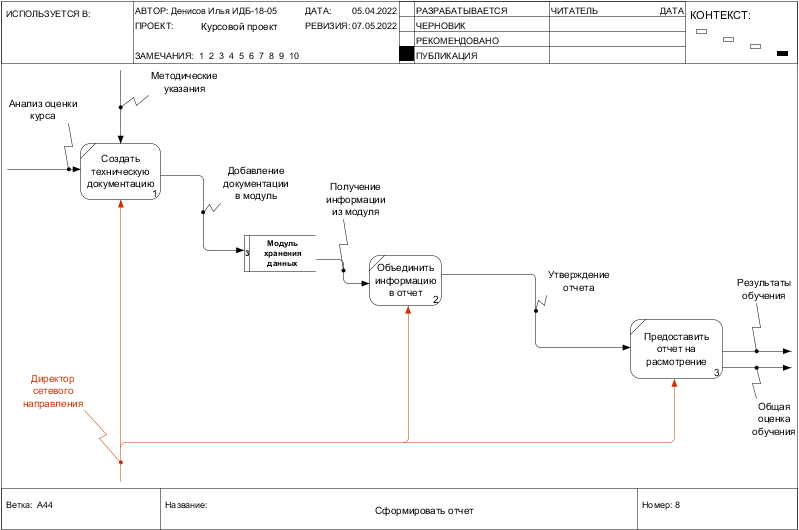 ИСПОЛЬЗУЕТСЯ В:
АВТОР: Денисов Илья ИДБ-18-05
ДАТА: 05.04.2022
ПРОЕКТ: Курсовой проект
РЕВИЗИЯ: 07.05.2022
ЗАМЕЧАНИЯ: 1 2 3 4 5 6 7 8 9 10
РАЗРАБАТЫВАЕТСЯ
ЧЕРНОВИК
РЕКОМЕНДОВАНО
ПУБЛИКАЦИЯ
ЧИТАТЕЛЬ
ДАТА
КОНТЕКСТ:
Методические
указания
Анализ оценки
курса
Создать
техническую
документацию
1
Добавление
документации
в модуль
Получение
информации
из модуля
3
Модуль
хранения
данных
Объединить
информацию
в отчет
2
Утверждение
отчета
Результаты
обучения
Предоставить
отчет на
расмотрение
3
Директор
сетевого
направления
Общая
оценка
обучения
Ветка: A44
Название:
Сформировать отчет
Номер: 8